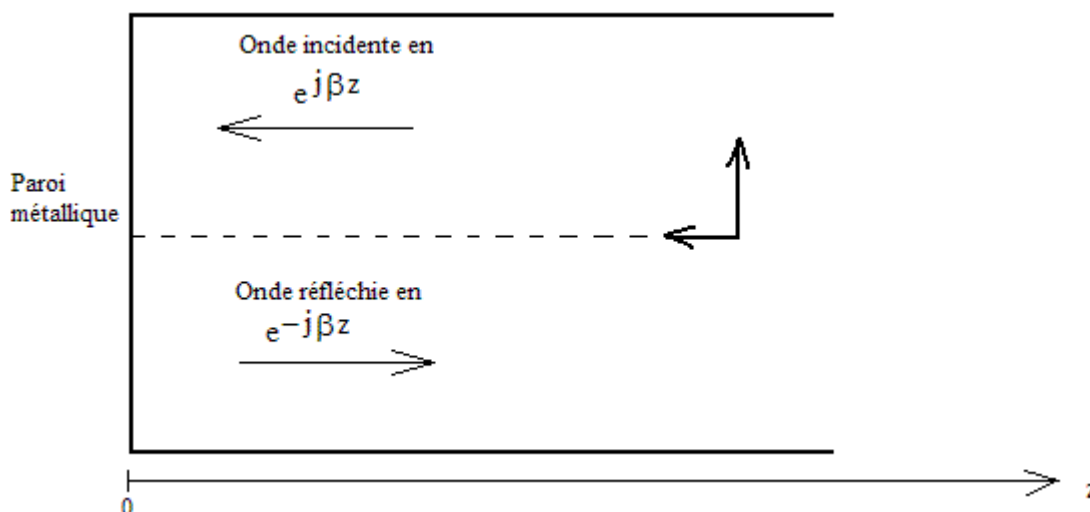 Onde incidente en
e^jβz
Paroi
métallique
Onde réfléchie en
e^−jβz
0
z